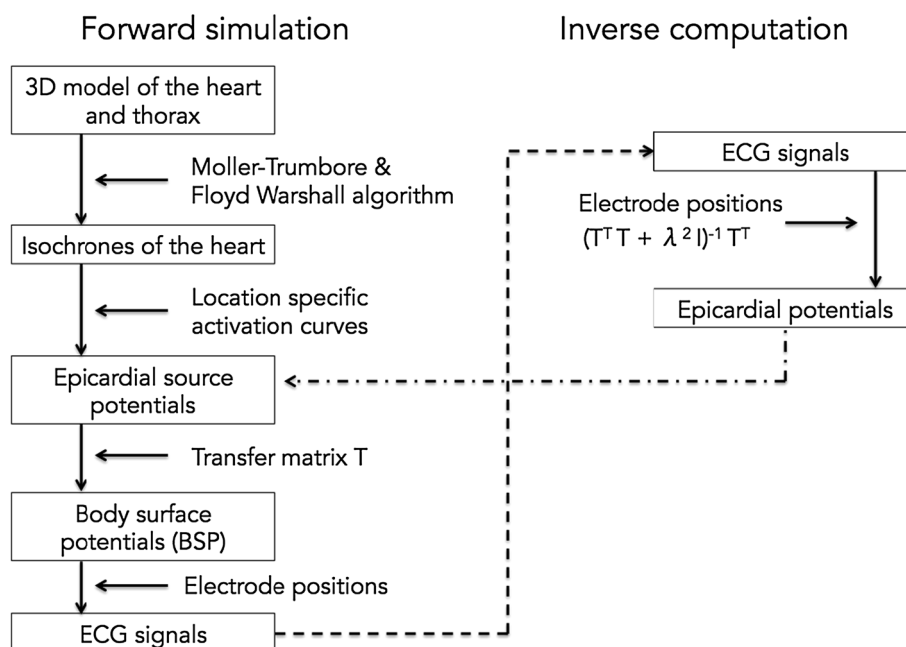 Forward simulation
3D model of the heart
and thorax
Moller-Trumbore &
Floyd Warshall algorithm
Isochrones of the heart
Location specific
activation curves
Epicardial source
potentials
Transfer matrix T
Body surface
potentials (BSP)
Electrode positions
ECG signals
Inverse computation
ECG signals
Electrode positions
(Tᵀ T + λ ² I)⁻¹ Tᵀ
Epicardial potentials